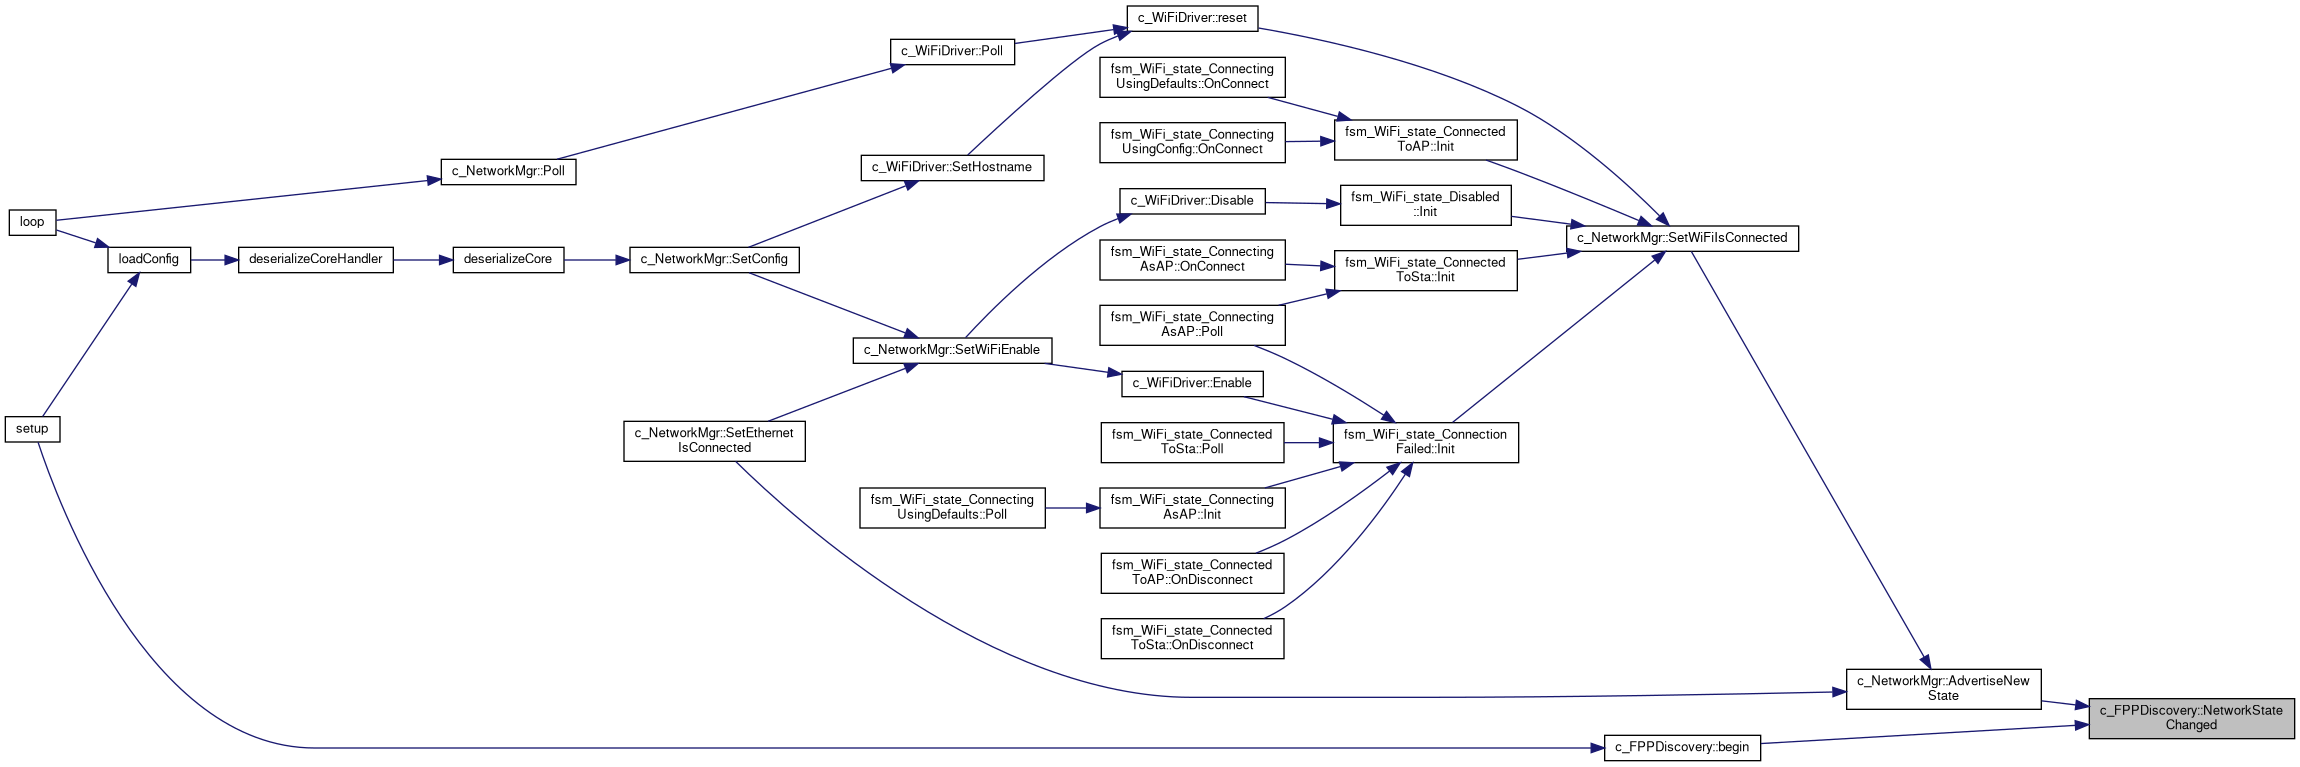 c_WiFiDriver::reset
c_WiFiDriver::Poll
fsm_WiFi_state_Connecting
UsingDefaults::OnConnect
fsm_WiFi_state_Connecting
UsingConfig::OnConnect
fsm_WiFi_state_Connected
ToAP::Init
c_NetworkMgr::Poll
c_WiFiDriver::SetHostname
c_WiFiDriver::Disable
fsm_WiFi_state_Disabled
::Init
loop
c_NetworkMgr::SetWiFiIsConnected
loadConfig
deserializeCoreHandler
deserializeCore
c_NetworkMgr::SetConfig
fsm_WiFi_state_Connecting
AsAP::OnConnect
fsm_WiFi_state_Connected
ToSta::Init
fsm_WiFi_state_Connecting
AsAP::Poll
c_NetworkMgr::SetWiFiEnable
c_WiFiDriver::Enable
setup
c_NetworkMgr::SetEthernet
IsConnected
fsm_WiFi_state_Connected
ToSta::Poll
fsm_WiFi_state_Connection
Failed::Init
fsm_WiFi_state_Connecting
UsingDefaults::Poll
fsm_WiFi_state_Connecting
AsAP::Init
fsm_WiFi_state_Connected
ToAP::OnDisconnect
fsm_WiFi_state_Connected
ToSta::OnDisconnect
c_NetworkMgr::AdvertiseNew
State
c_FPPDiscovery::NetworkState
Changed
c_FPPDiscovery::begin